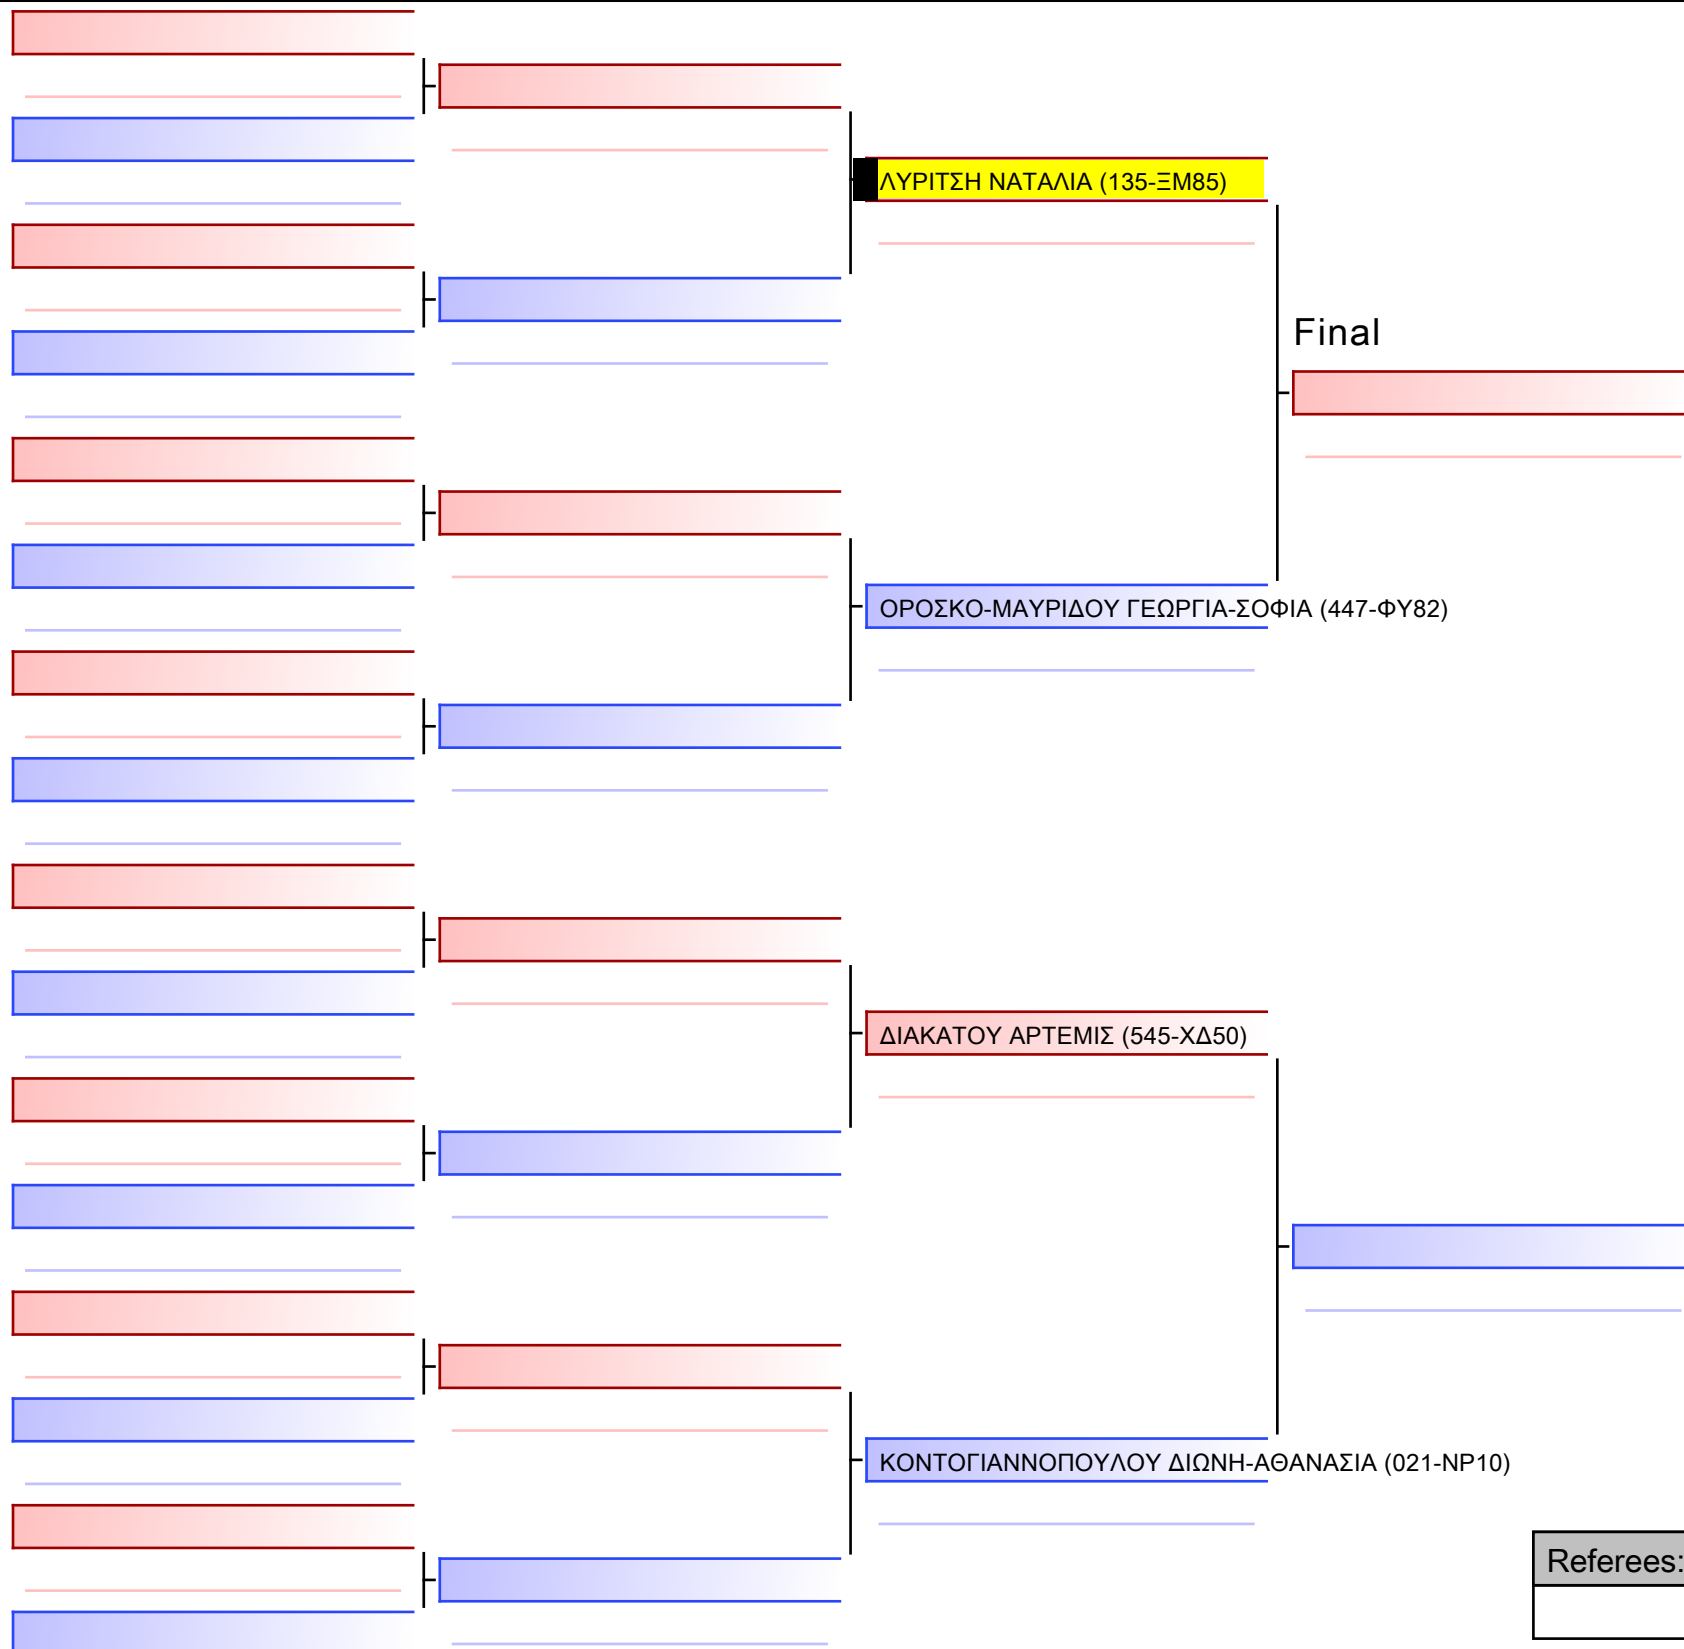 ΛΥΡΙΤΣΗ ΝΑΤΑΛΙΑ (135-ΞΜ85)
Final
ΟΡΟΣΚΟ-ΜΑΥΡΙΔΟΥ ΓΕΩΡΓΙΑ-ΣΟΦΙΑ (447-ΦΥ82)
ΔΙΑΚΑΤΟΥ ΑΡΤΕΜΙΣ (545-ΧΔ50)
ΚΟΝΤΟΓΙΑΝΝΟΠΟΥΛΟΥ ΔΙΩΝΗ-ΑΘΑΝΑΣΙΑ (021-ΝΡ10)
Referees: